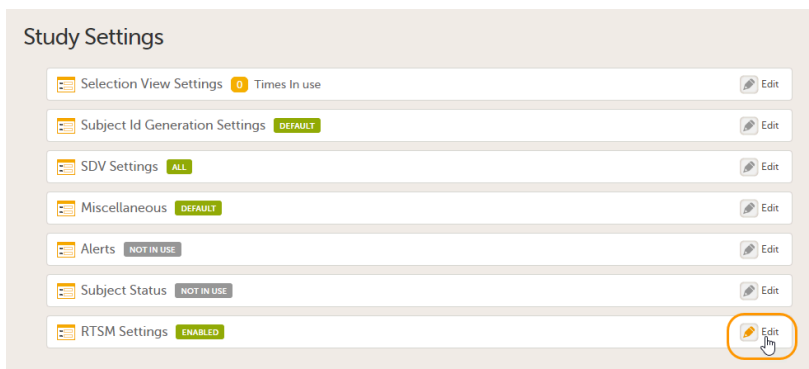 Study Settings
Selection View Settings 0 Times In use Edit
Subject Id Generation Settings DEFAULT Edit
SDV Settings ALL Edit
Miscellaneous DEFAULT Edit
Alerts NOT IN USE Edit
Subject Status NOT IN USE Edit
RTSM Settings ENABLED Edit